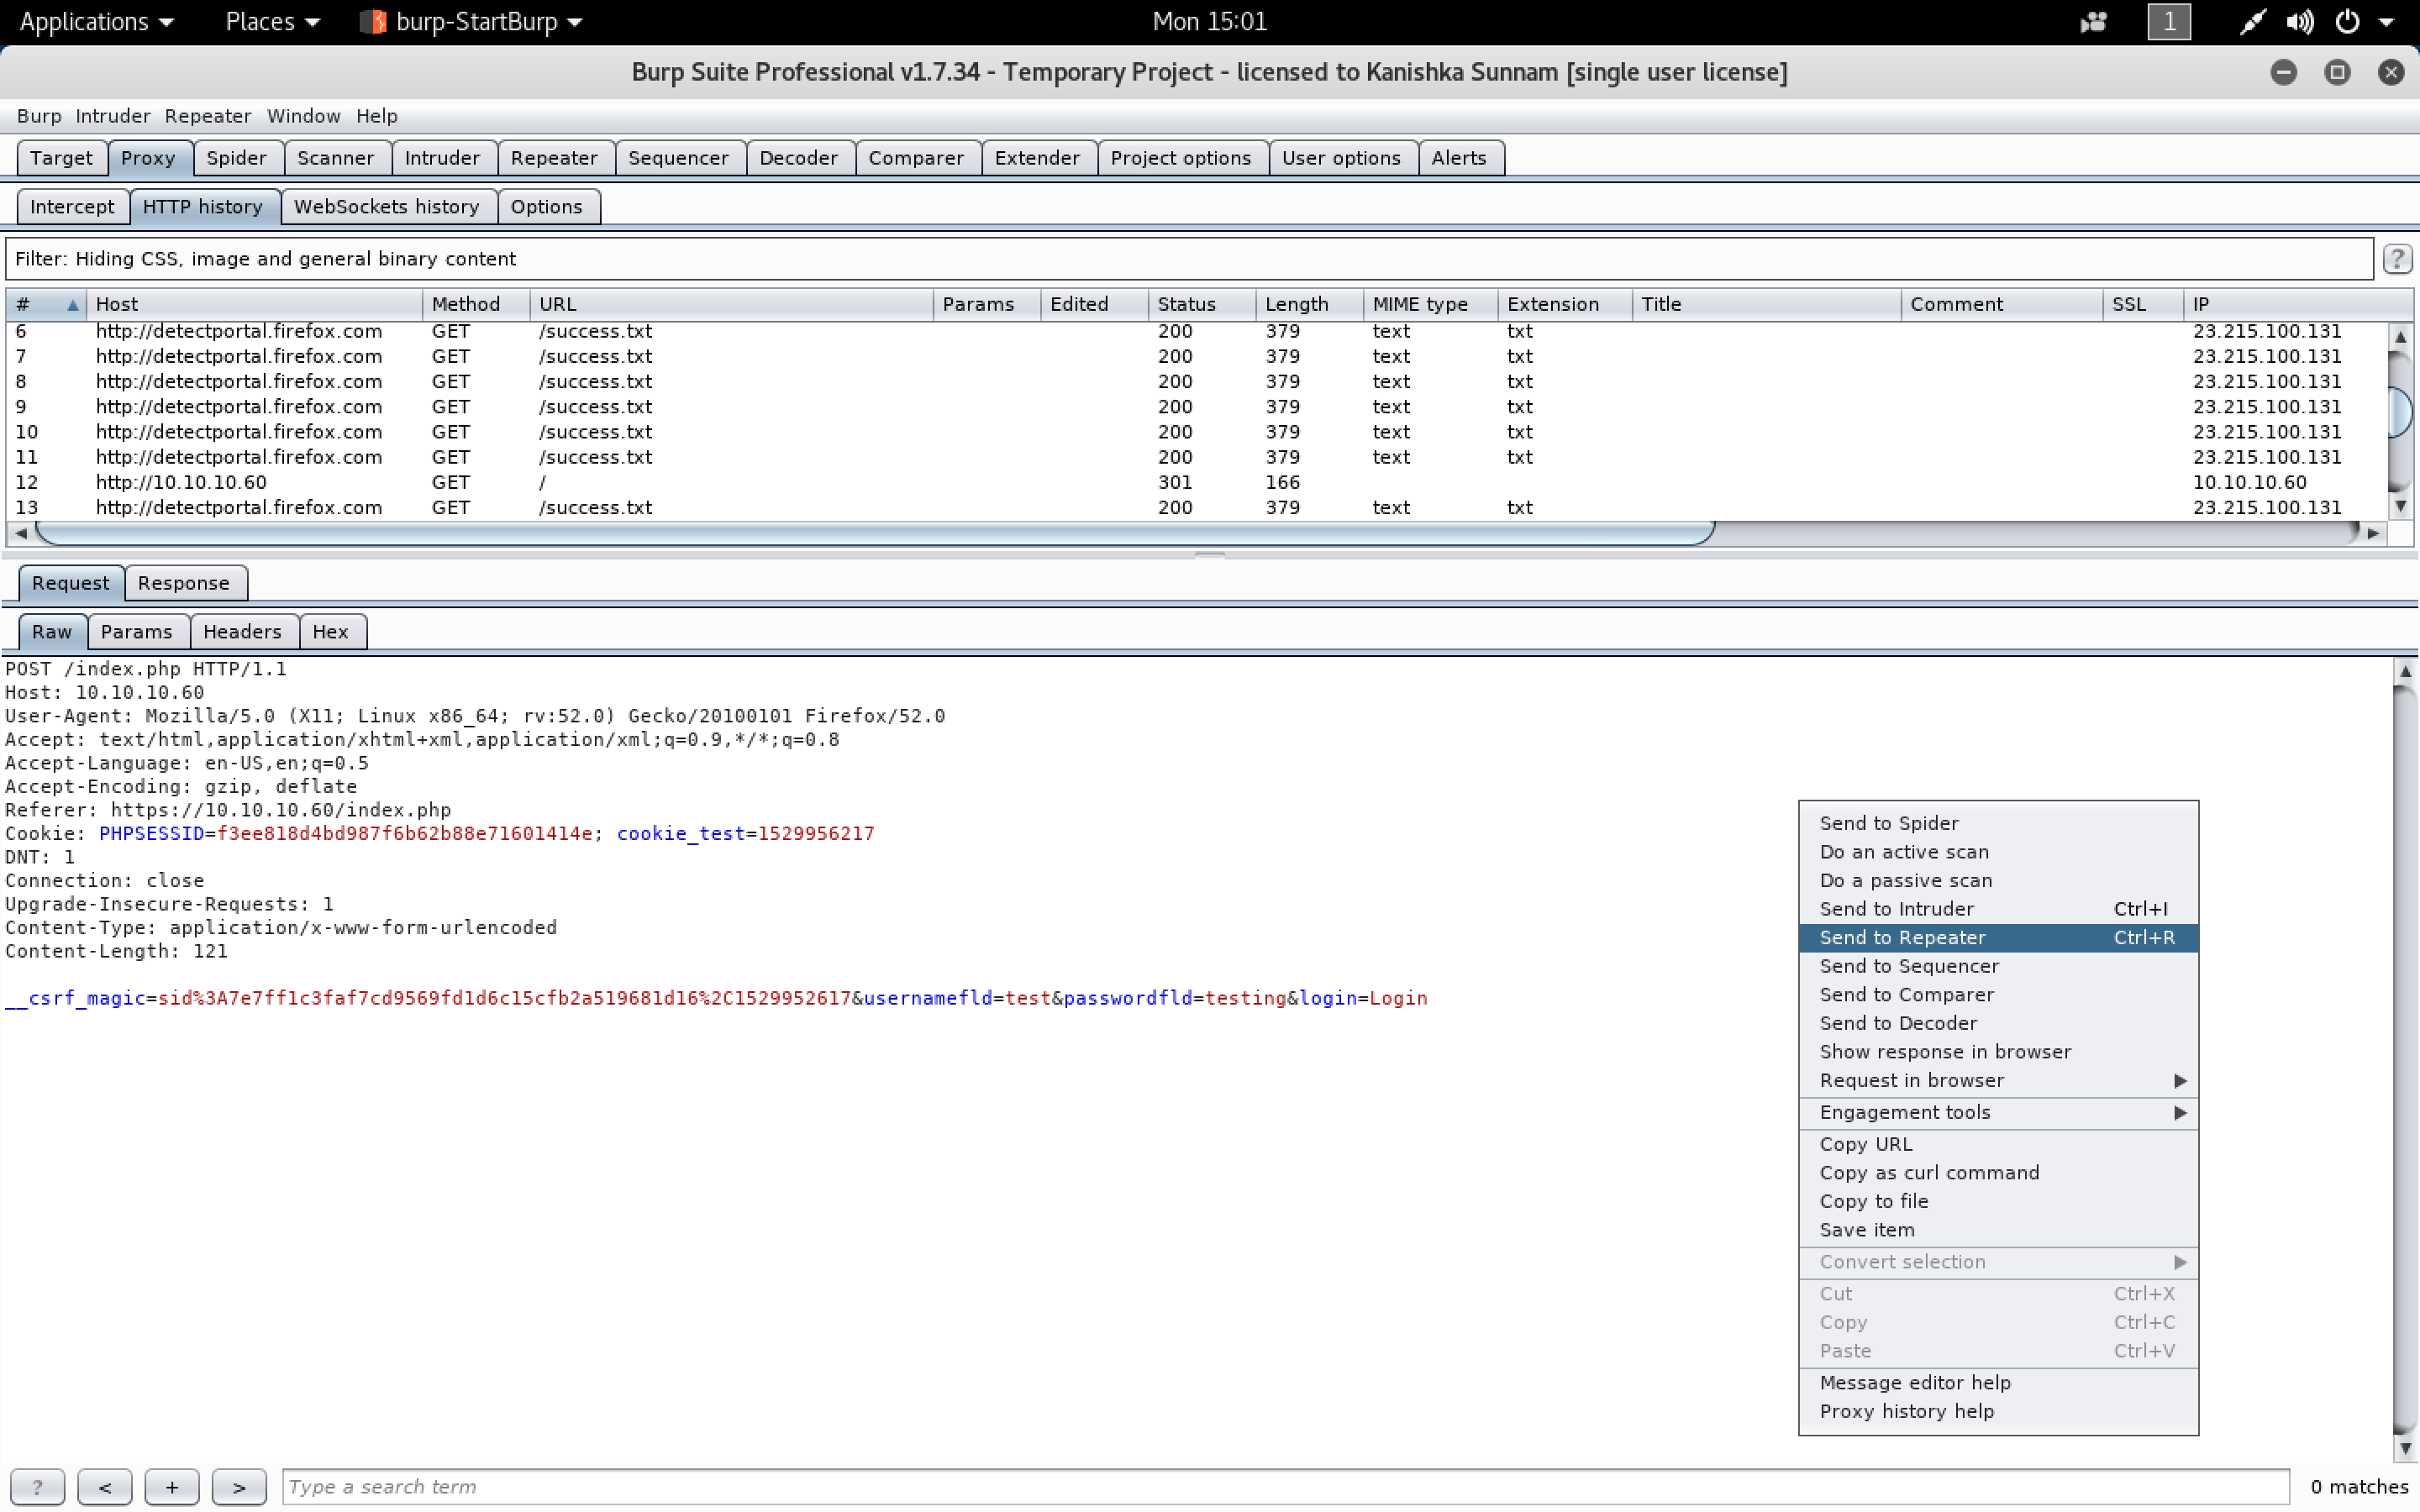 Applications Places burp-StartBurp Mon 15:01 1
Burp Suite Professional v1.7.34 - Temporary Project - licensed to Kanishka Sunnam [single user license]
Burp Intruder Repeater Window Help
Target Proxy Spider Scanner Intruder Repeater Sequencer Decoder Comparer Extender Project options User options Alerts
Intercept HTTP history WebSockets history Options
Filter: Hiding CSS, image and general binary content ?
# Host Method URL Params Edited Status Length MIME type Extension Title Comment SSL IP
6 http://detectportal.firefox.com GET /success.txt 200 379 text txt 23.215.100.131
7 http://detectportal.firefox.com GET /success.txt 200 379 text txt 23.215.100.131
8 http://detectportal.firefox.com GET /success.txt 200 379 text txt 23.215.100.131
9 http://detectportal.firefox.com GET /success.txt 200 379 text txt 23.215.100.131
10 http://detectportal.firefox.com GET /success.txt 200 379 text txt 23.215.100.131
11 http://detectportal.firefox.com GET /success.txt 200 379 text txt 23.215.100.131
12 http://10.10.10.60 GET / 301 166 10.10.10.60
13 http://detectportal.firefox.com GET /success.txt 200 379 text txt 23.215.100.131
Request Response
Raw Params Headers Hex
POST /index.php HTTP/1.1
Host: 10.10.10.60
User-Agent: Mozilla/5.0 (X11; Linux x86_64; rv:52.0) Gecko/20100101 Firefox/52.0
Accept: text/html,application/xhtml+xml,application/xml;q=0.9,*/*;q=0.8
Accept-Language: en-US,en;q=0.5
Accept-Encoding: gzip, deflate
Referer: https://10.10.10.60/index.php
Cookie: PHPSESSID=f3ee818d4bd987f6b62b88e71601414e; cookie_test=1529956217
DNT: 1
Connection: close
Upgrade-Insecure-Requests: 1
Content-Type: application/x-www-form-urlencoded
Content-Length: 121
__csrf_magic=sid%3A7e7ff1c3faf7cd9569fd1d6c15cfb2a519681d16%2C1529952617&usernamefld=test&passwordfld=testing&login=Login
Send to Spider
Do an active scan
Do a passive scan
Send to Intruder Ctrl+I
Send to Repeater Ctrl+R
Send to Sequencer
Send to Comparer
Send to Decoder
Show response in browser
Request in browser
Engagement tools
Copy URL
Copy as curl command
Copy to file
Save item
Convert selection
Cut Ctrl+X
Copy Ctrl+C
Paste Ctrl+V
Message editor help
Proxy history help
? < + > Type a search term 0 matches